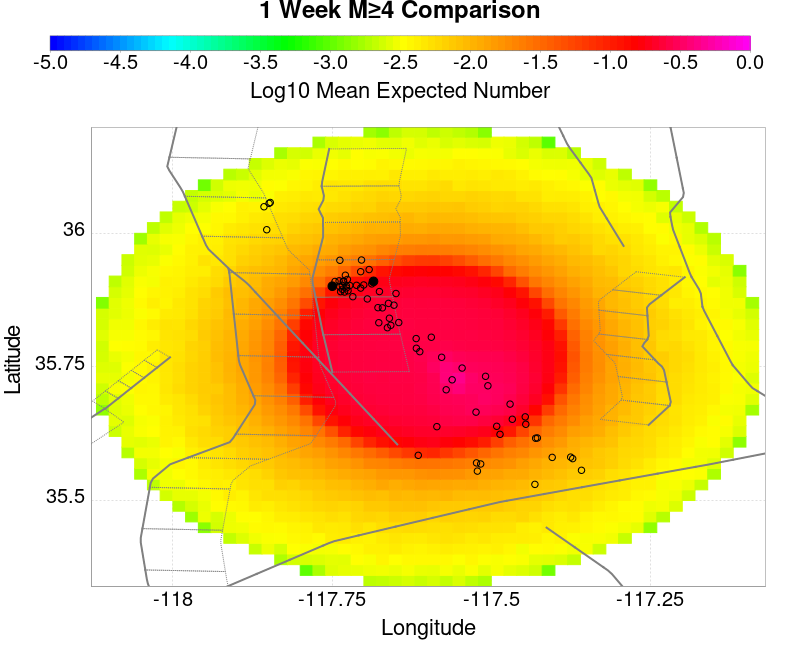 1 Week M≥4 Comparison
-5.0 -4.5 -4.0 -3.5 -3.0 -2.5 -2.0 -1.5 -1.0 -0.5 0.0
Log10 Mean Expected Number
36
35.75
35.5
Latitude
-118 -117.75 -117.5 -117.25
Longitude